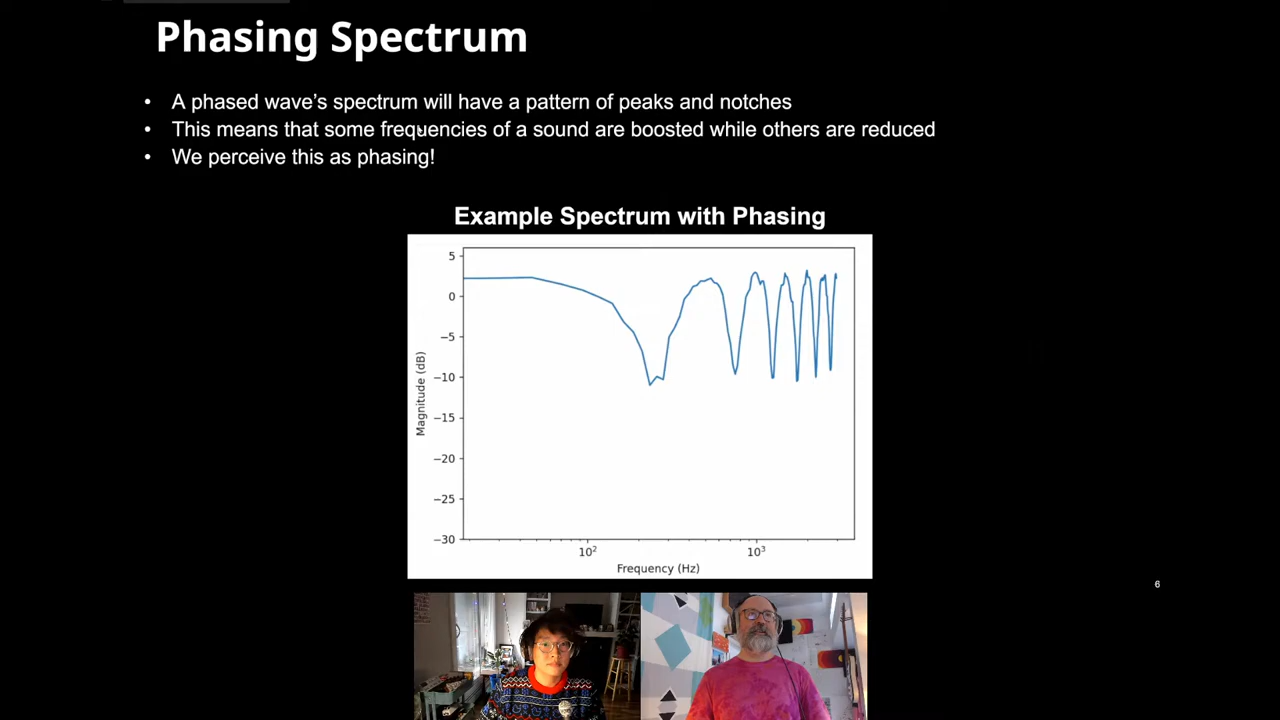 Phasing Spectrum
• A phased wave's spectrum will have a pattern of peaks and notches
• This means that some frequencies of a sound are boosted while others are reduced
• We perceive this as phasing!
Example Spectrum with Phasing
5
0
−5
−10
−15
−20
−25
−30
Magnitude (dB)
10²
10³
Frequency (Hz)
6